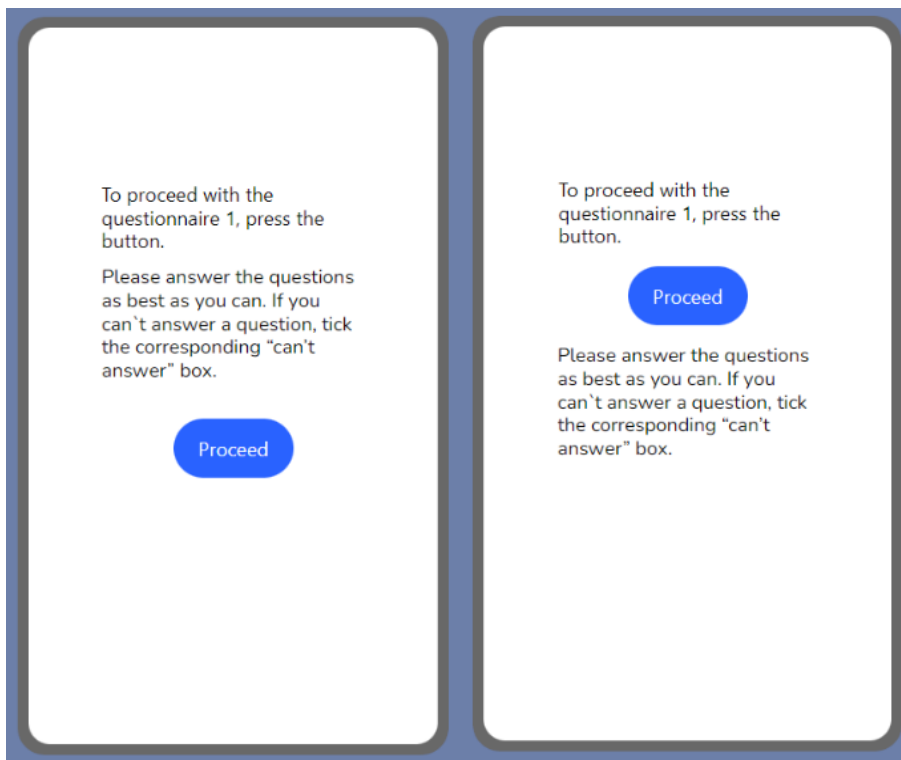 To proceed with the
questionnaire 1, press the
button.
Please answer the questions
as best as you can. If you
can`t answer a question, tick
the corresponding “can’t
answer” box.
Proceed
To proceed with the
questionnaire 1, press the
button.
Proceed
Please answer the questions
as best as you can. If you
can`t answer a question, tick
the corresponding “can’t
answer” box.